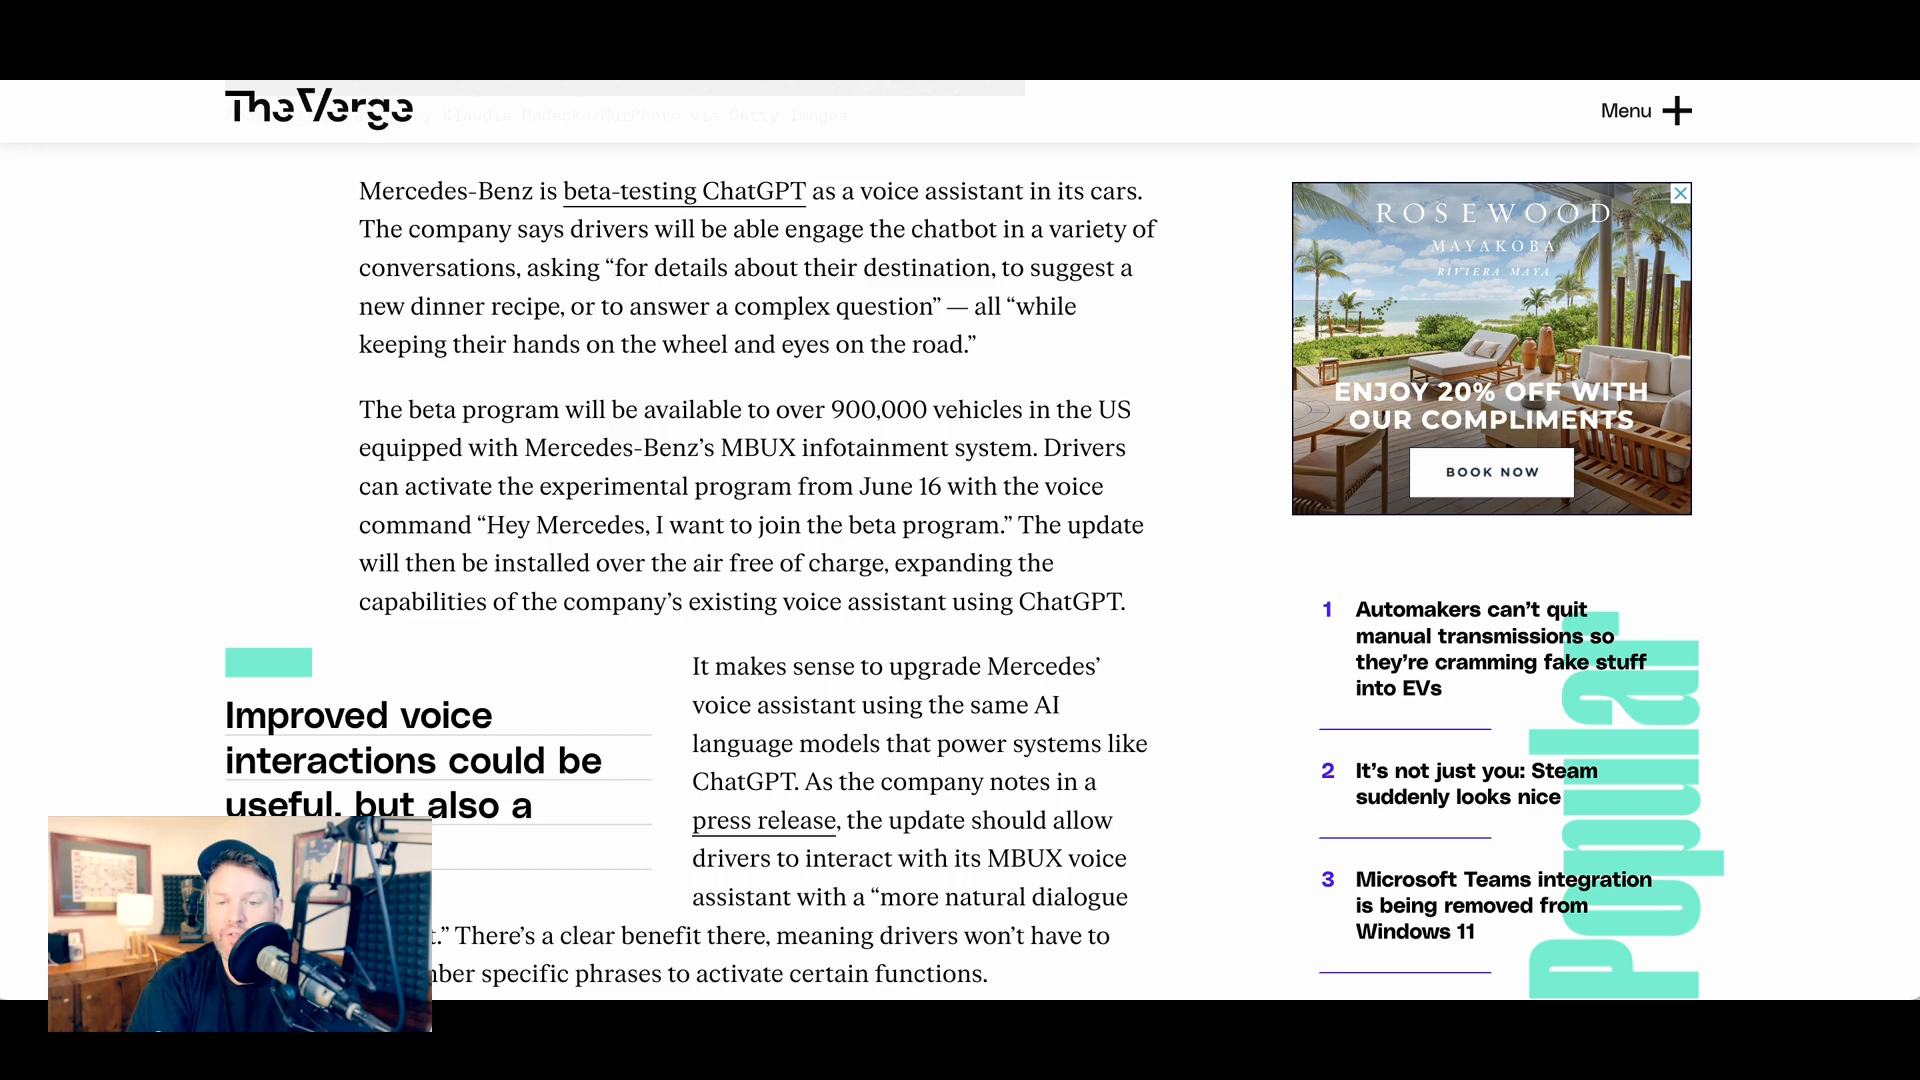 The Verge
Menu
by Klaudia Radecka/NurPhoto via Getty Images
Mercedes-Benz is beta-testing ChatGPT as a voice assistant in its cars.
The company says drivers will be able engage the chatbot in a variety of
conversations, asking “for details about their destination, to suggest a
new dinner recipe, or to answer a complex question” — all “while
keeping their hands on the wheel and eyes on the road.”
The beta program will be available to over 900,000 vehicles in the US
equipped with Mercedes-Benz’s MBUX infotainment system. Drivers
can activate the experimental program from June 16 with the voice
command “Hey Mercedes, I want to join the beta program.” The update
will then be installed over the air free of charge, expanding the
capabilities of the company’s existing voice assistant using ChatGPT.
Improved voice
interactions could be
useful, but also a
It makes sense to upgrade Mercedes’
voice assistant using the same AI
language models that power systems like
ChatGPT. As the company notes in a
press release, the update should allow
drivers to interact with its MBUX voice
assistant with a “more natural dialogue
t.” There’s a clear benefit there, meaning drivers won’t have to
mber specific phrases to activate certain functions.
ROSEWOOD
MAYAKOBA
RIVIERA MAYA
ENJOY 20% OFF WITH
OUR COMPLIMENTS
BOOK NOW
Popular
1 Automakers can’t quit
manual transmissions so
they’re cramming fake stuff
into EVs
2 It’s not just you: Steam
suddenly looks nice
3 Microsoft Teams integration
is being removed from
Windows 11